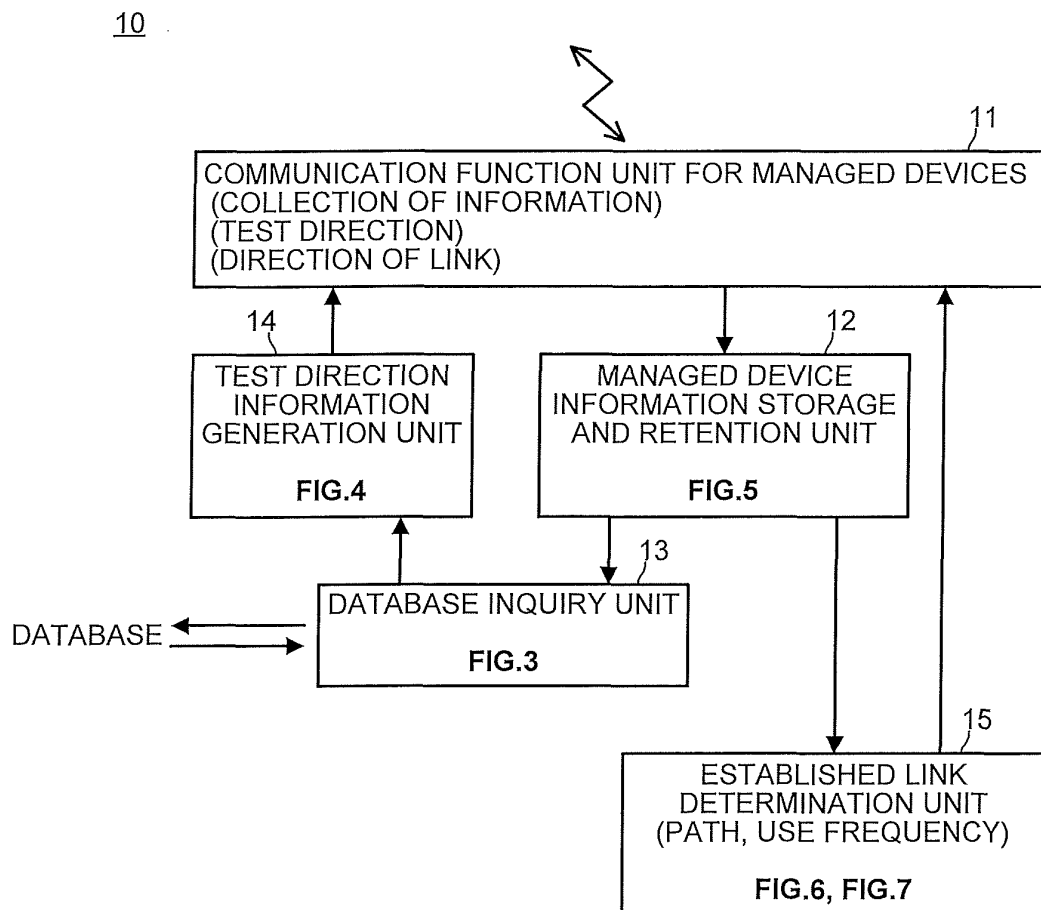 10
11
COMMUNICATION FUNCTION UNIT FOR MANAGED DEVICES
(COLLECTION OF INFORMATION)
(TEST DIRECTION)
(DIRECTION OF LINK)
14
TEST DIRECTION
INFORMATION
GENERATION UNIT
FIG.4
12
MANAGED DEVICE
INFORMATION STORAGE
AND RETENTION UNIT
FIG.5
13
DATABASE INQUIRY UNIT
FIG.3
DATABASE
15
ESTABLISHED LINK
DETERMINATION UNIT
(PATH, USE FREQUENCY)
FIG.6, FIG.7